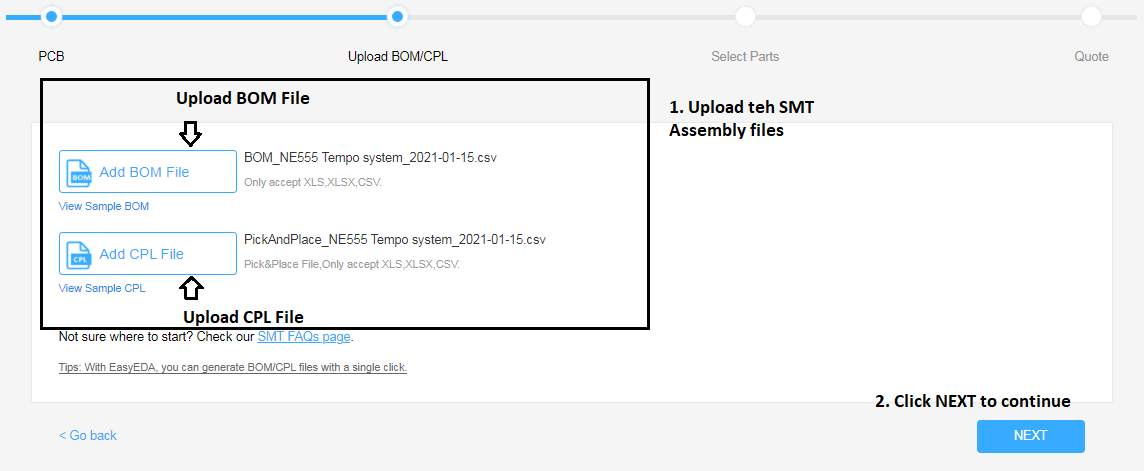 PCB
Upload BOM/CPL
Select Parts
Quote
Upload BOM File
1. Upload teh SMT
Assembly files
BOM
Add BOM File
BOM_NE555 Tempo system_2021-01-15.csv
Only accept XLS,XLSX,CSV.
View Sample BOM
CPL
Add CPL File
PickAndPlace_NE555 Tempo system_2021-01-15.csv
Pick&Place File,Only accept XLS,XLSX,CSV.
View Sample CPL
Upload CPL File
Not sure where to start? Check our SMT FAQs page.
Tips: With EasyEDA, you can generate BOM/CPL files with a single click.
2. Click NEXT to continue
< Go back
NEXT